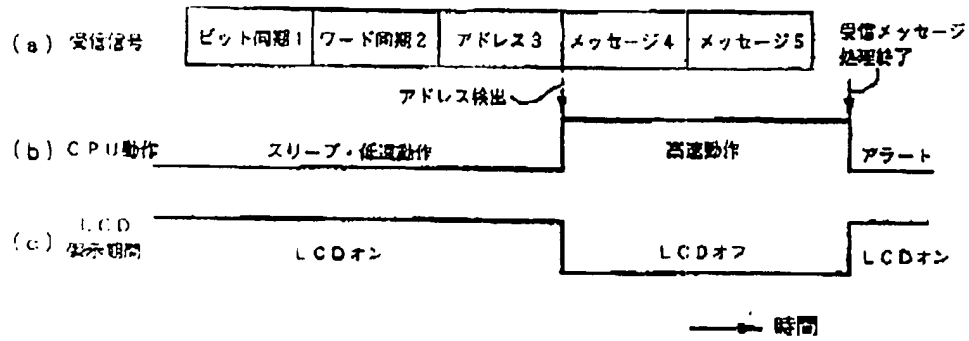 (a) 受信信号 ビット同期1 ワード同期2 アドレス3 メッセージ4 メッセージ5 受信メッセージ
処理終了
アドレス検出
(b) CPU動作 スリープ・低速動作 高速動作 アラート
(c) LCD
表示期間 LCDオン LCDオフ LCDオン
時間